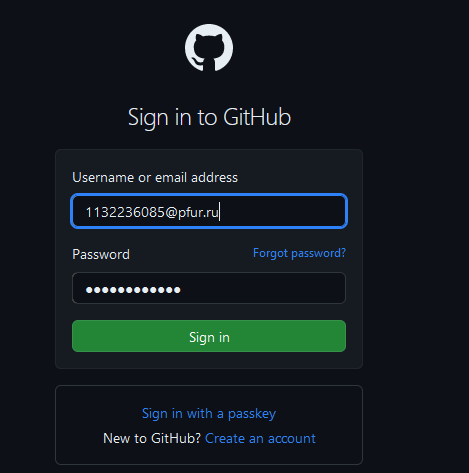 Sign in to GitHub
Username or email address
1132236085@pfur.ru
Password Forgot password?
●●●●●●●●●●●●
Sign in
Sign in with a passkey
New to GitHub? Create an account